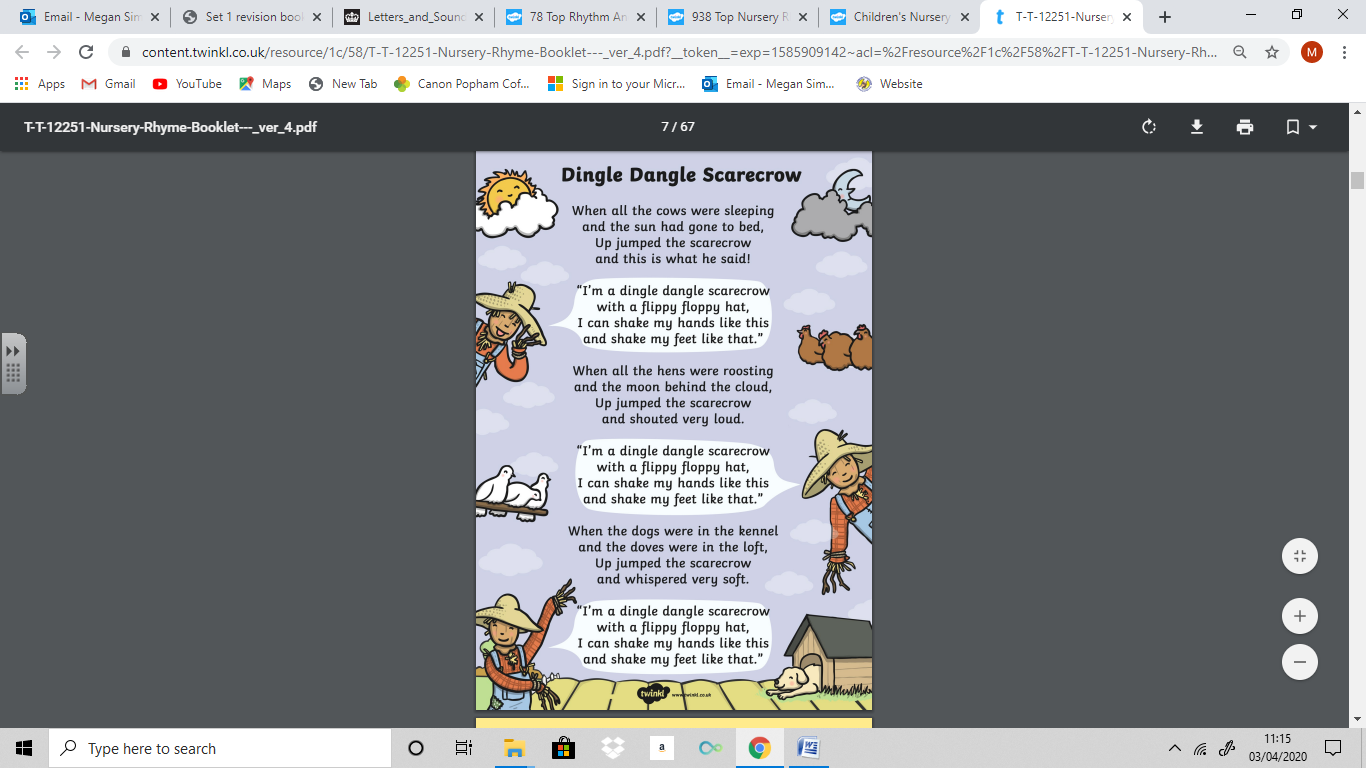 Email - Megan Sim
Set 1 revision boo
Letters_and_Sound
78 Top Rhythm An
938 Top Nursery R
Children's Nursery
T-T-12251-Nursery
content.twinkl.co.uk/resource/1c/58/T-T-12251-Nursery-Rhyme-Booklet---_ver_4.pdf?__token__=exp=1585909142~acl=%2Fresource%2F1c%2F58%2FT-T-12251-Nursery-Rh...
M
Apps
Gmail
YouTube
Maps
New Tab
Canon Popham Cof...
Sign in to your Micr...
Email - Megan Sim...
Website
T-T-12251-Nursery-Rhyme-Booklet---_ver_4.pdf
7 / 67
Dingle Dangle Scarecrow
When all the cows were sleeping
and the sun had gone to bed,
Up jumped the scarecrow
and this is what he said!
“I’m a dingle dangle scarecrow
with a flippy floppy hat,
I can shake my hands like this
and shake my feet like that.”
When all the hens were roosting
and the moon behind the cloud,
Up jumped the scarecrow
and shouted very loud.
“I’m a dingle dangle scarecrow
with a flippy floppy hat,
I can shake my hands like this
and shake my feet like that.”
When the dogs were in the kennel
and the doves were in the loft,
Up jumped the scarecrow
and whispered very soft.
“I’m a dingle dangle scarecrow
with a flippy floppy hat,
I can shake my hands like this
and shake my feet like that.”
twinkl www.twinkl.co.uk
Type here to search
a
11:15
03/04/2020